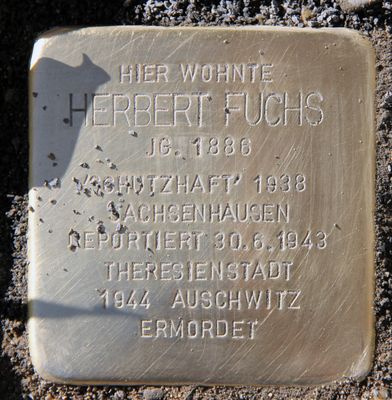 HIER WOHNTE
HERBERT FUCHS
JG. 1886
'SCHUTZHAFT' 1938
SACHSENHAUSEN
DEPORTIERT 30.6.1943
THERESIENSTADT
1944 AUSCHWITZ
ERMORDET